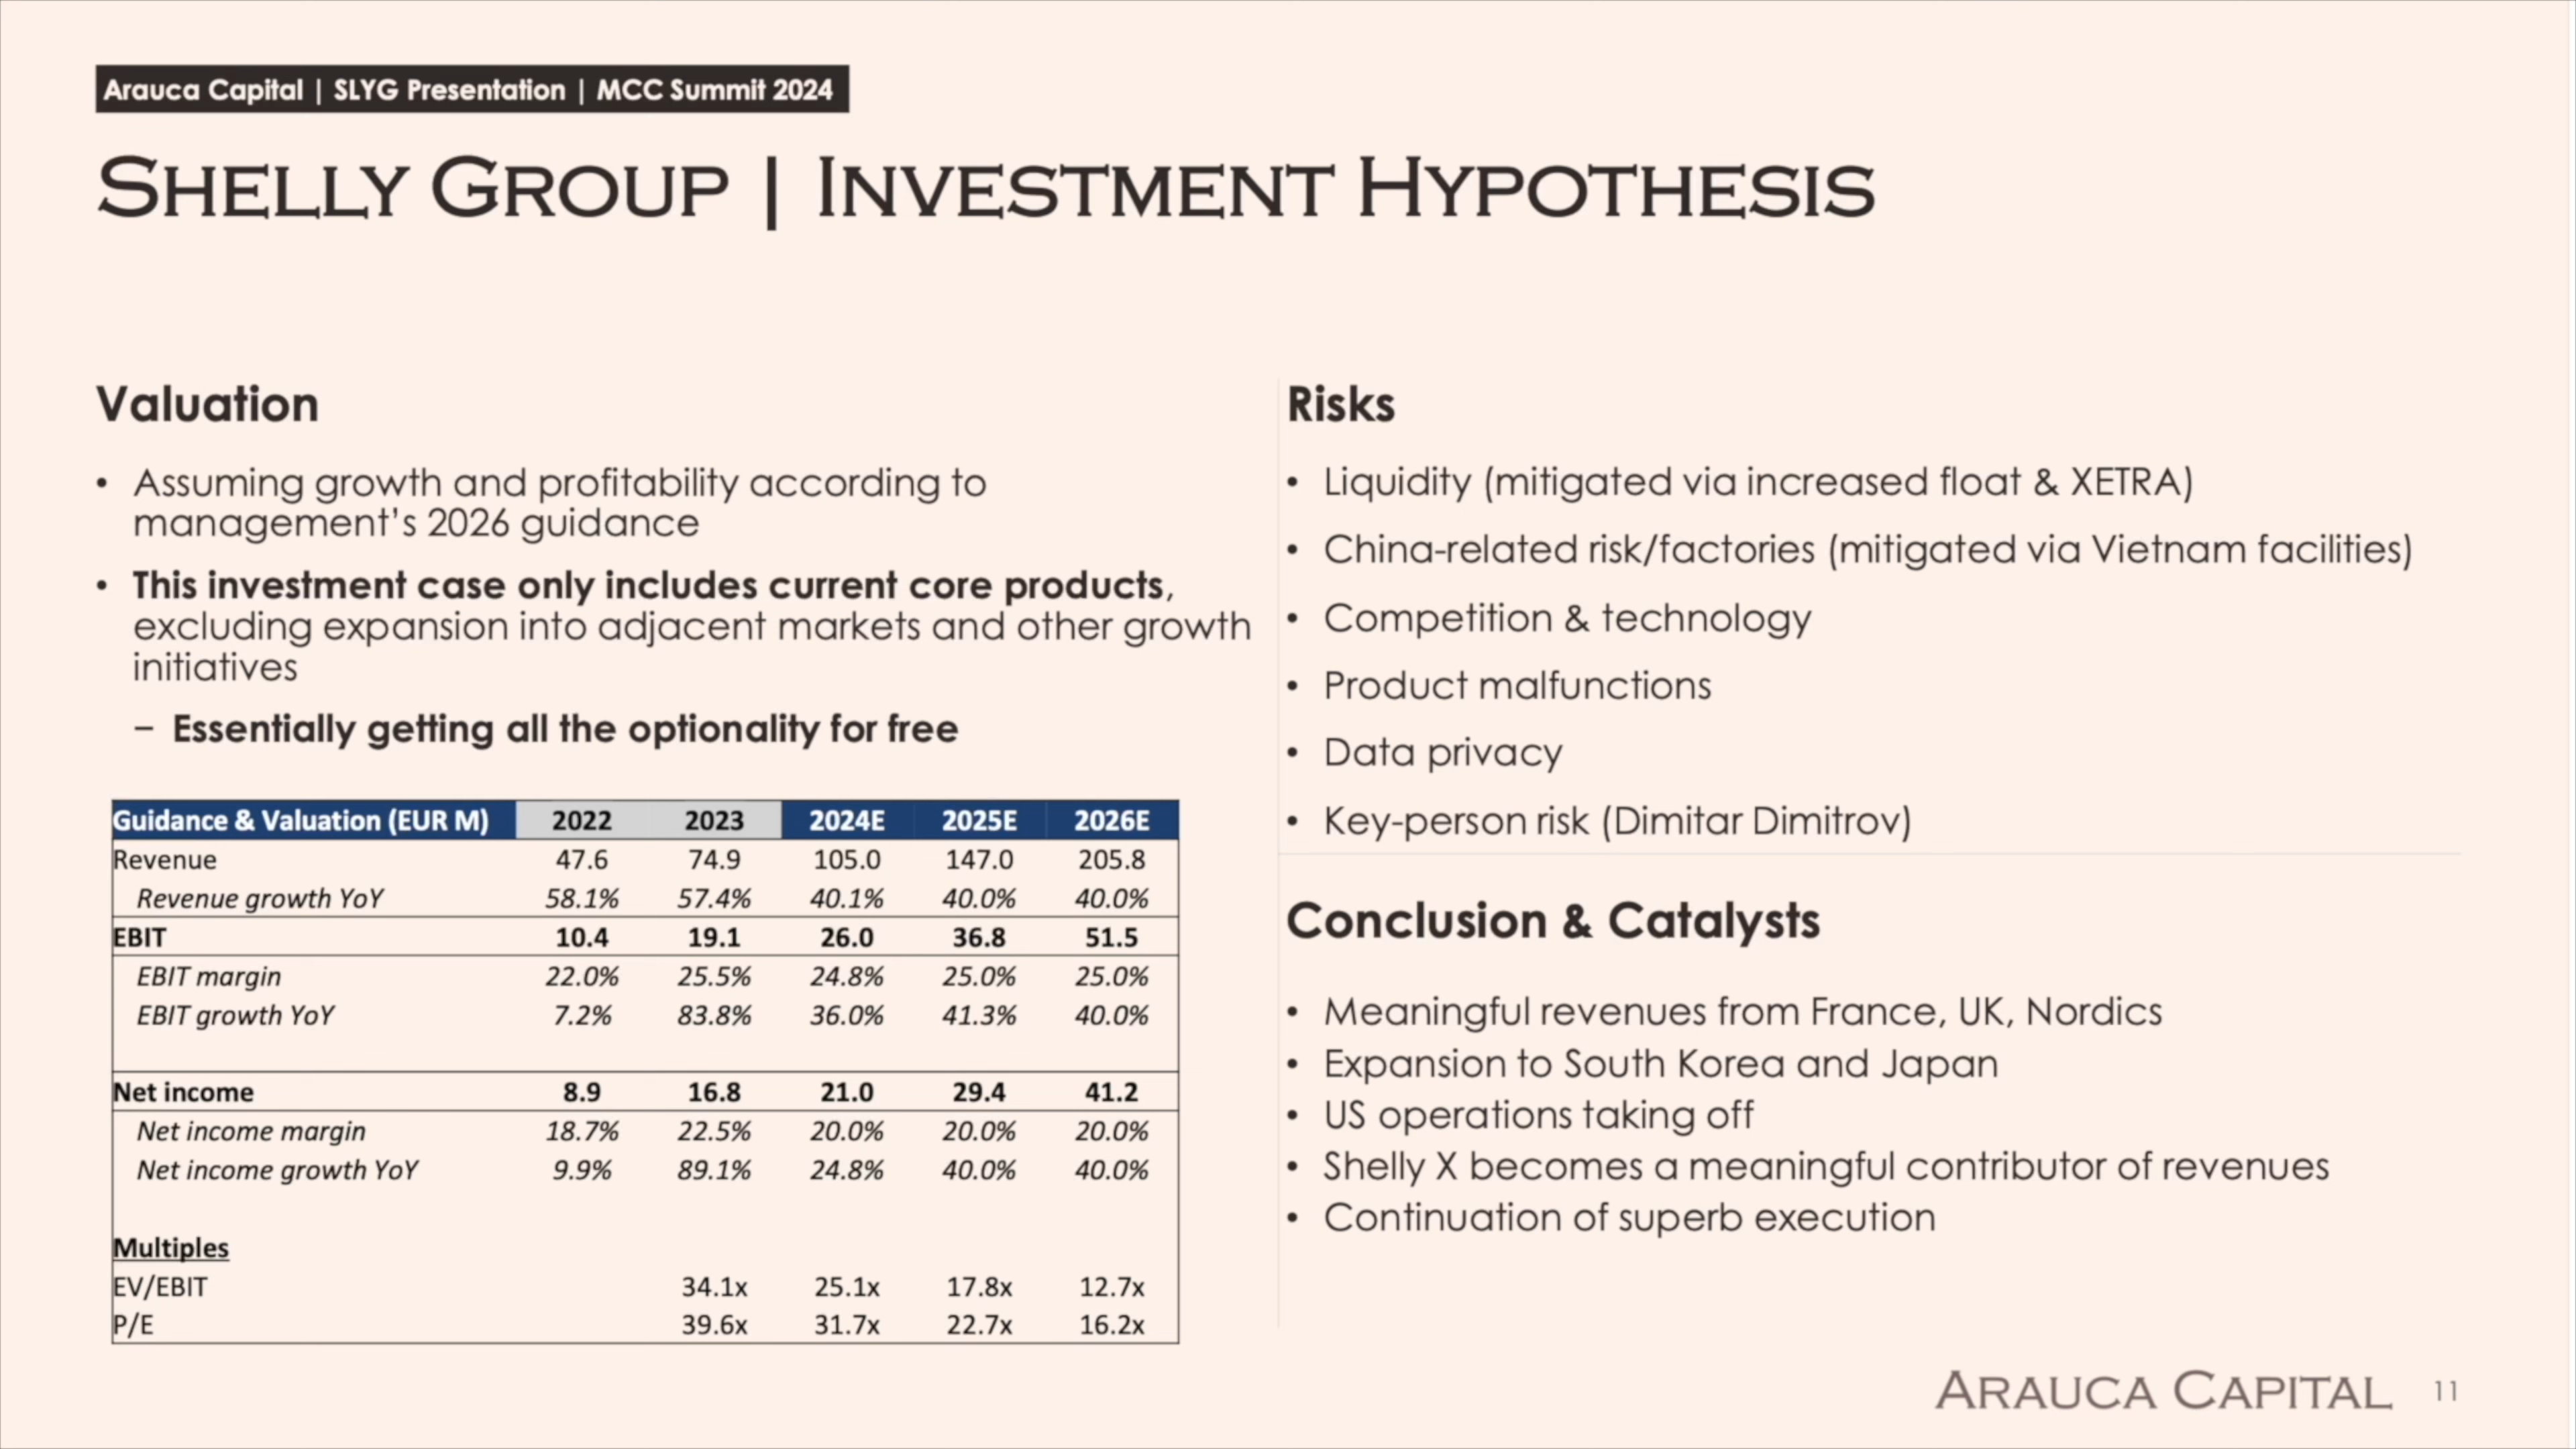 Arauca Capital | SLYG Presentation | MCC Summit 2024
SHELLY GROUP | INVESTMENT HYPOTHESIS
Valuation
• Assuming growth and profitability according to
management's 2026 guidance
• This investment case only includes current core products,
excluding expansion into adjacent markets and other growth
initiatives
– Essentially getting all the optionality for free
Guidance & Valuation (EUR M) 2022 2023 2024E 2025E 2026E
Revenue 47.6 74.9 105.0 147.0 205.8
Revenue growth YoY 58.1% 57.4% 40.1% 40.0% 40.0%
EBIT 10.4 19.1 26.0 36.8 51.5
EBIT margin 22.0% 25.5% 24.8% 25.0% 25.0%
EBIT growth YoY 7.2% 83.8% 36.0% 41.3% 40.0%
Net income 8.9 16.8 21.0 29.4 41.2
Net income margin 18.7% 22.5% 20.0% 20.0% 20.0%
Net income growth YoY 9.9% 89.1% 24.8% 40.0% 40.0%
Multiples
EV/EBIT 34.1x 25.1x 17.8x 12.7x
P/E 39.6x 31.7x 22.7x 16.2x
Risks
• Liquidity (mitigated via increased float & XETRA)
• China-related risk/factories (mitigated via Vietnam facilities)
• Competition & technology
• Product malfunctions
• Data privacy
• Key-person risk (Dimitar Dimitrov)
Conclusion & Catalysts
• Meaningful revenues from France, UK, Nordics
• Expansion to South Korea and Japan
• US operations taking off
• Shelly X becomes a meaningful contributor of revenues
• Continuation of superb execution
ARAUCA CAPITAL 11